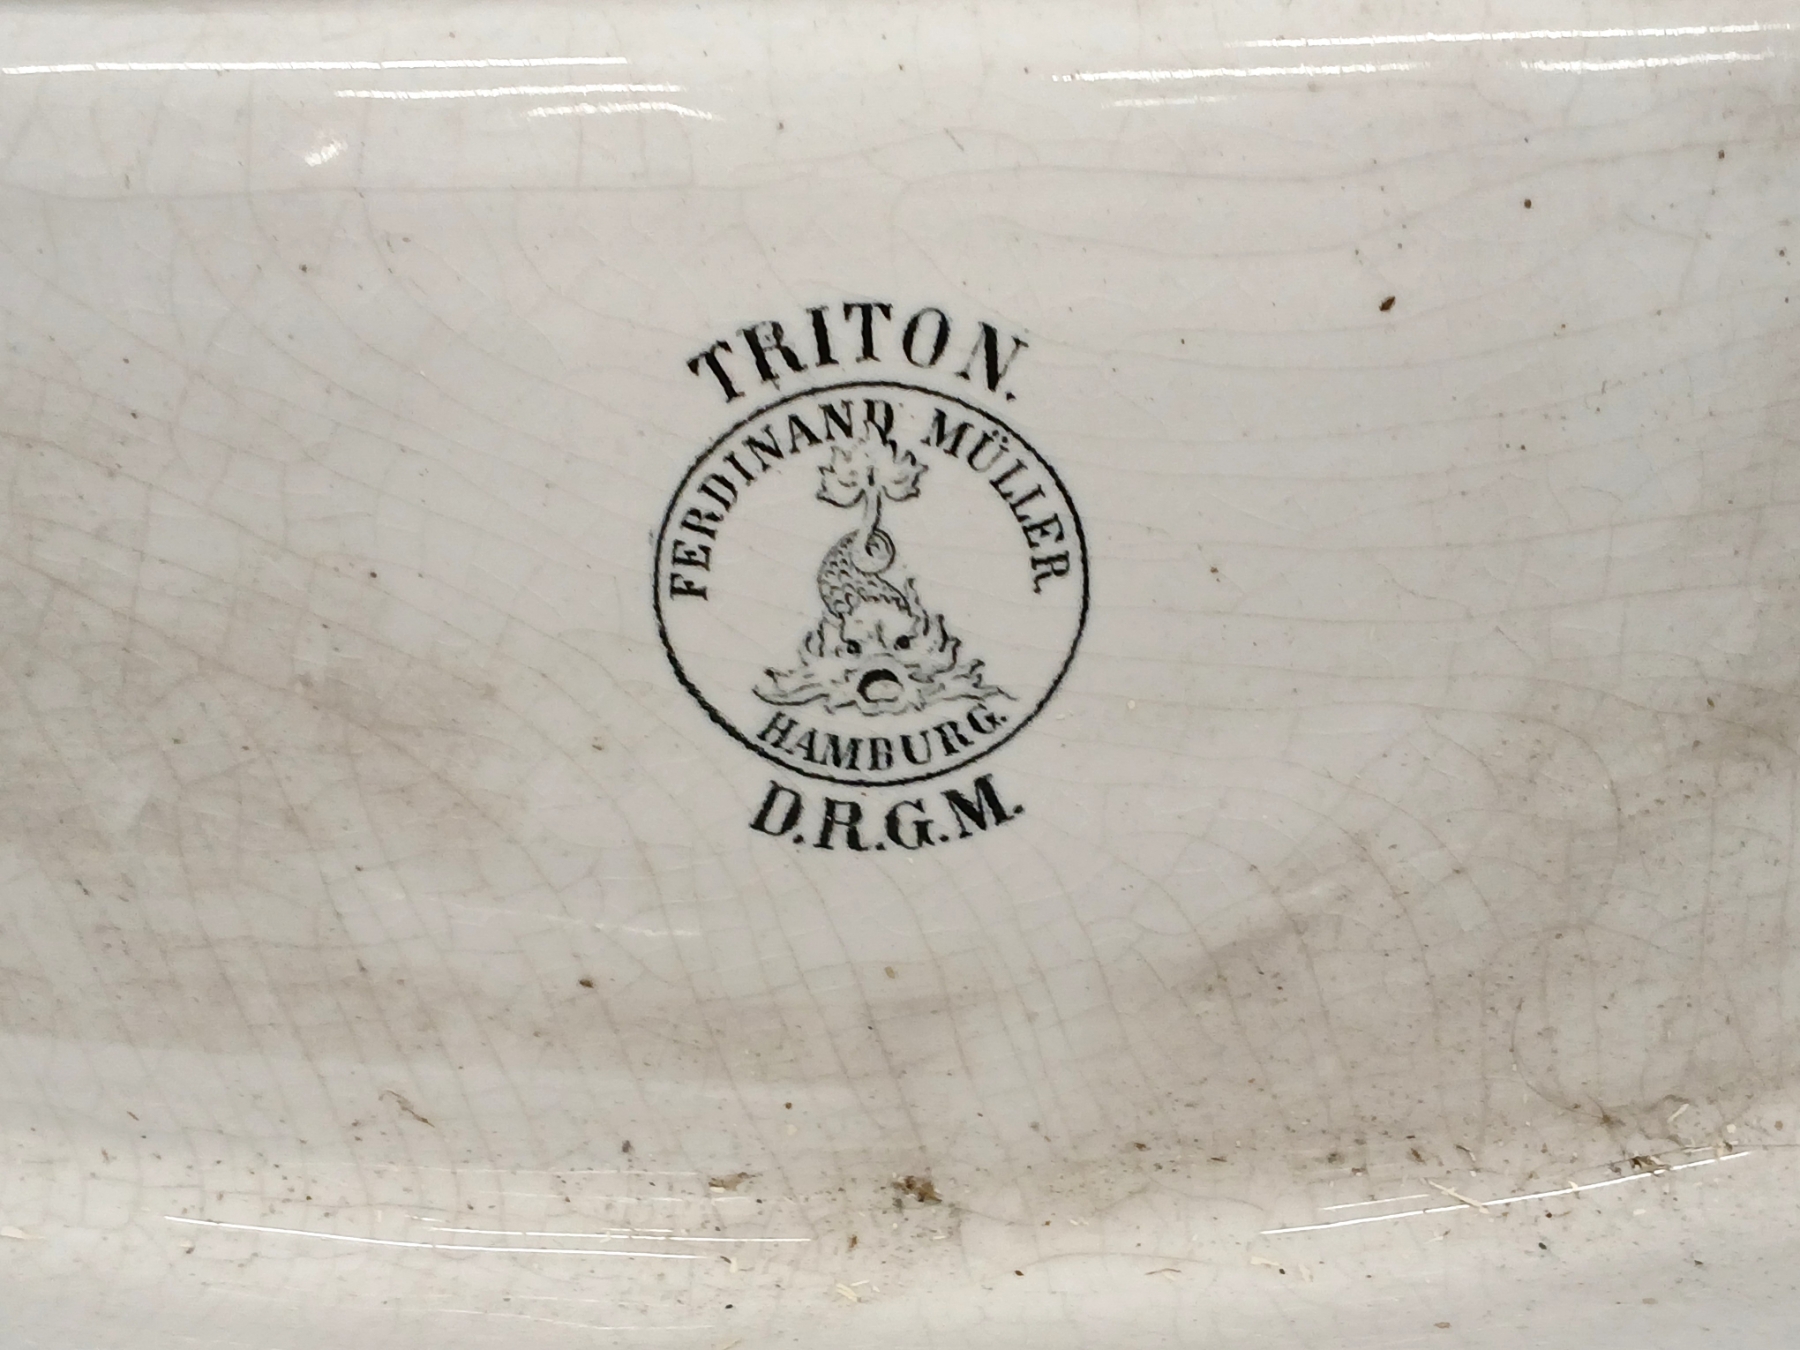 TRITON.
FERDINAND MÜLLER.
HAMBURG.
D.R.G.M.